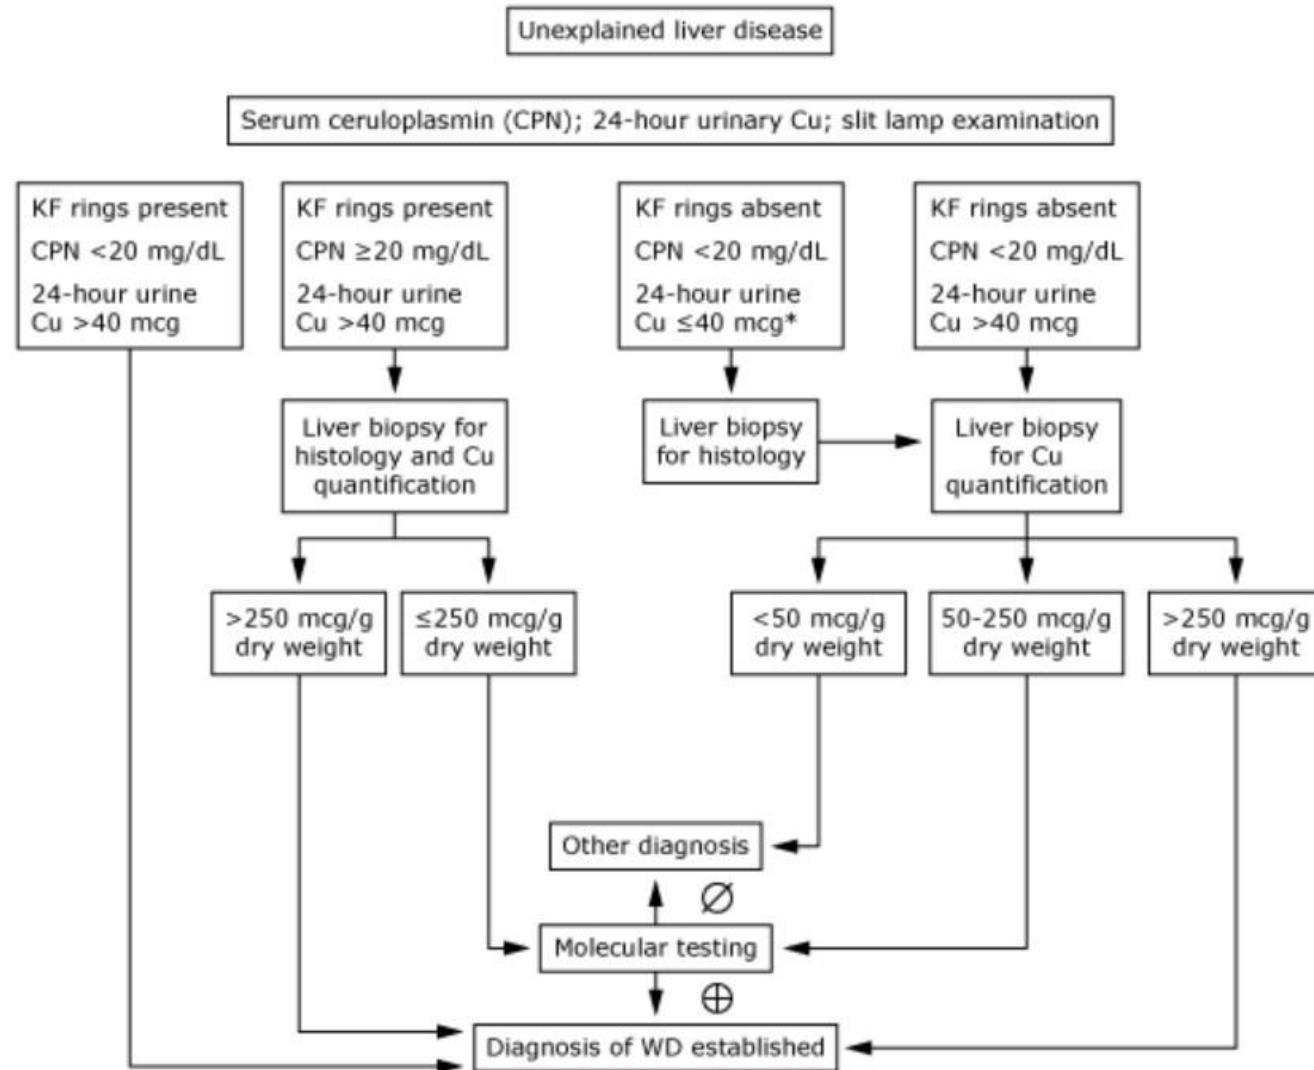 Unexplained liver disease
Serum ceruloplasmin (CPN); 24-hour urinary Cu; slit lamp examination
KF rings present
CPN <20 mg/dL
24-hour urine
Cu >40 mcg
KF rings present
CPN ≥20 mg/dL
24-hour urine
Cu >40 mcg
KF rings absent
CPN <20 mg/dL
24-hour urine
Cu ≤40 mcg*
KF rings absent
CPN <20 mg/dL
24-hour urine
Cu >40 mcg
Liver biopsy for
histology and Cu
quantification
Liver biopsy
for histology
Liver biopsy
for Cu
quantification
>250 mcg/g
dry weight
≤250 mcg/g
dry weight
<50 mcg/g
dry weight
50-250 mcg/g
dry weight
>250 mcg/g
dry weight
Other diagnosis
∅
Molecular testing
⊕
Diagnosis of WD established